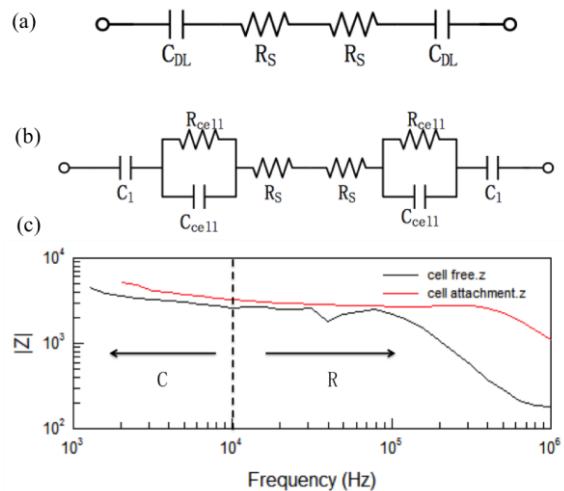 (a)
C_DL R_S R_S C_DL
(b)
R_cell R_cell
C_1 C_cell R_S R_S C_cell C_1
(c)
10^4
cell free.z
cell attachment.z
|Z|
10^3
C R
10^2
10^3 10^4 10^5 10^6
Frequency (Hz)